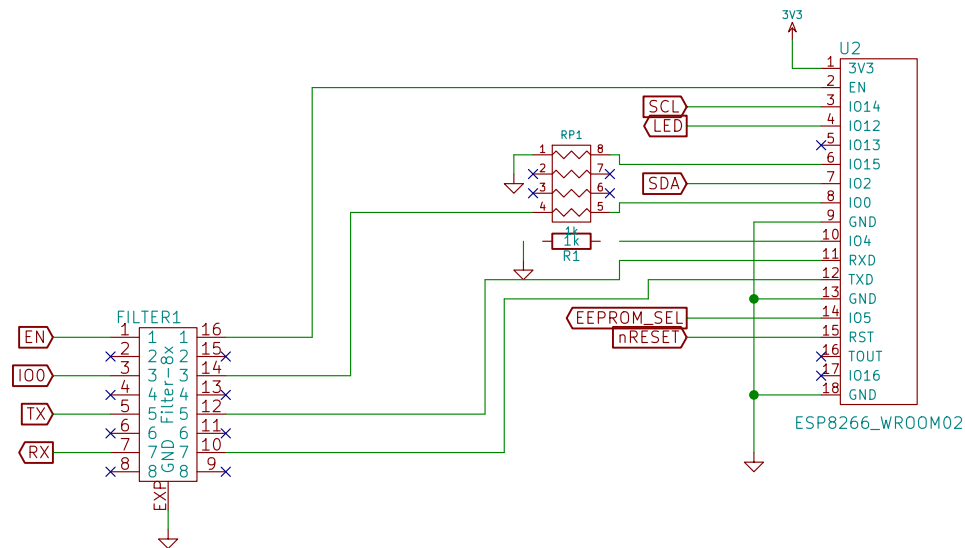 3V3
U2
1 3V3
2 EN
SCL 3 IO14
LED 4 IO12
5 IO13
RP1
1 8
6 IO15
2 7
SDA 7 IO2
3 6
8 IO0
4 5
9 GND
1k
1k
10 IO4
R1
11 RXD
12 TXD
13 GND
EEPROM_SEL 14 IO5
nRESET 15 RST
16 TOUT
17 IO16
18 GND
ESP8266_WROOM02
FILTER1
EN 1 1 1 16
2 2 2 15
IO0 3 3 3 14
4 4 4 13
TX 5 5 5 12
6 6 6 11
RX 7 7 7 10
8 8 8 9
Filter-8x
GND
EXP